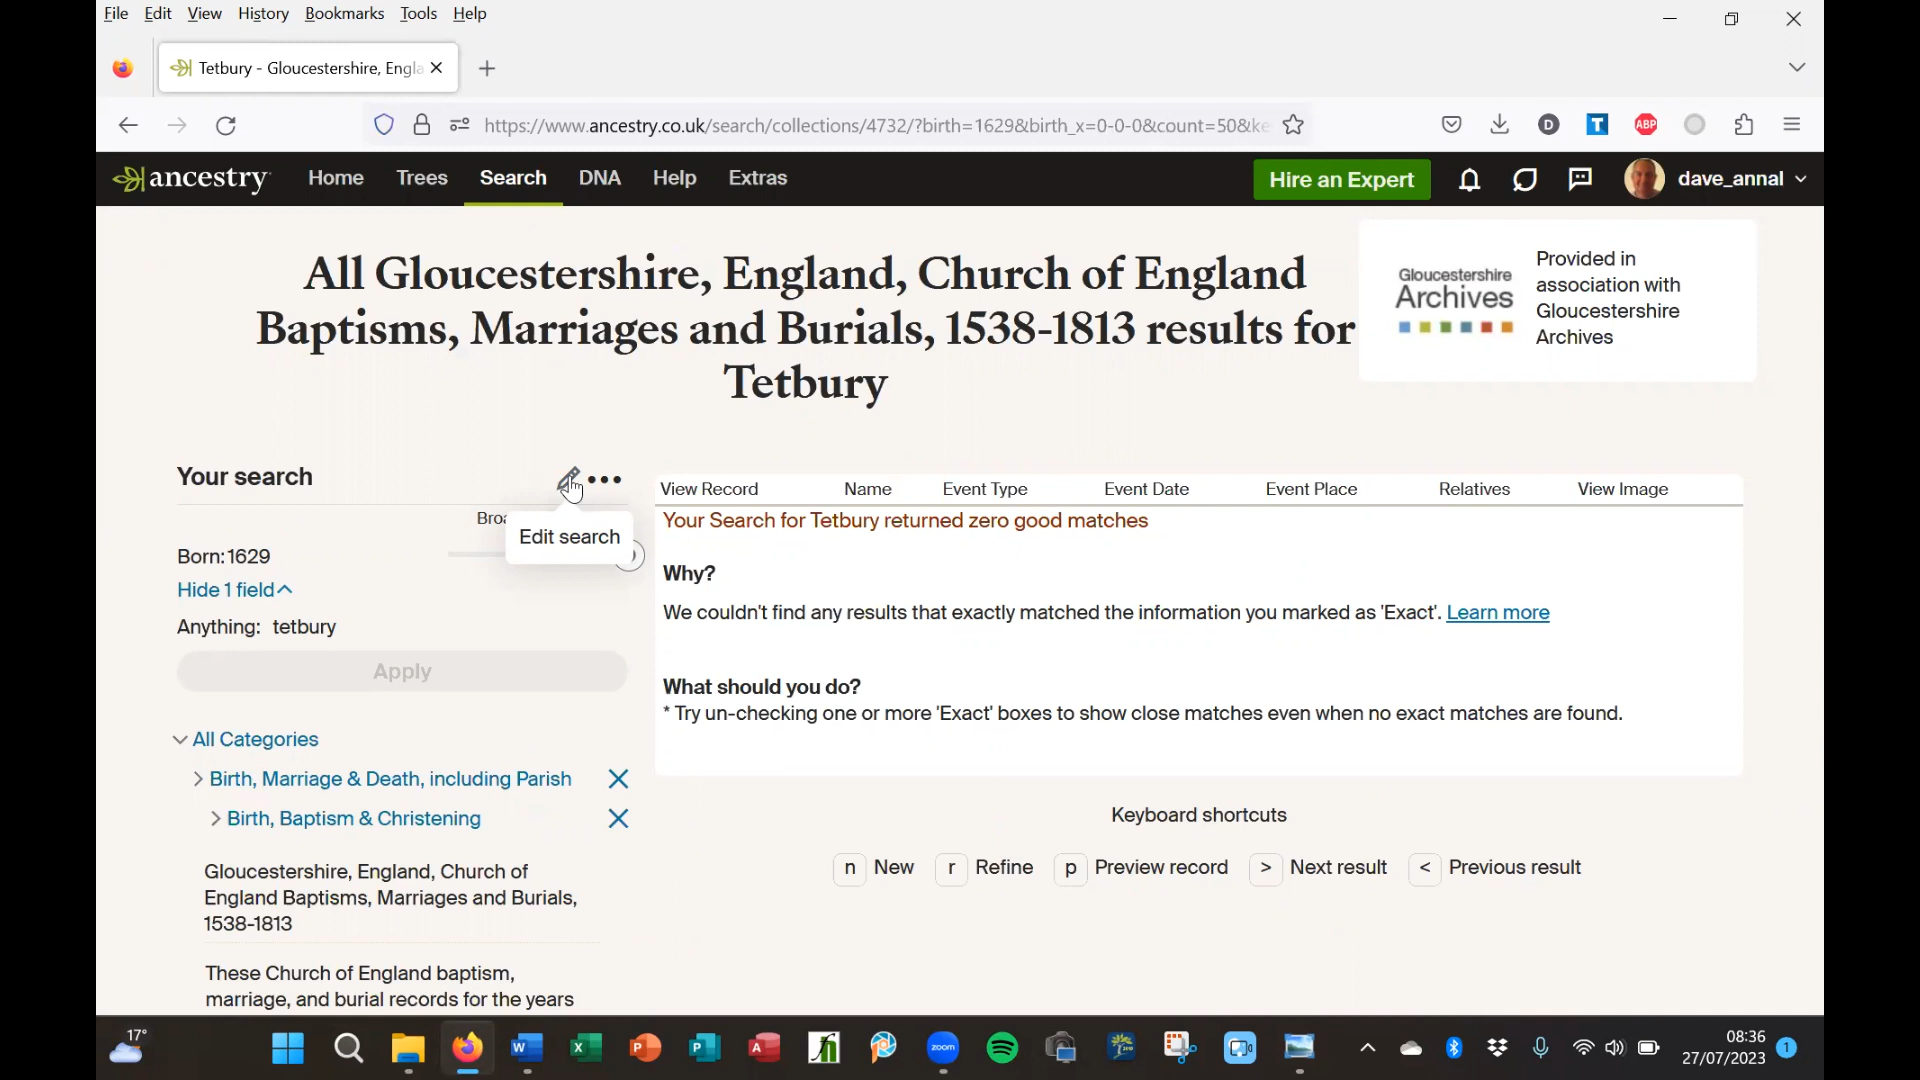 File Edit View History Bookmarks Tools Help
Tetbury - Gloucestershire, Engla
https://www.ancestry.co.uk/search/collections/4732/?birth=1629&birth_x=0-0-0&count=50&ke
D T ABP
ancestry Home Trees Search DNA Help Extras Hire an Expert dave_annal
All Gloucestershire, England, Church of England
Baptisms, Marriages and Burials, 1538-1813 results for
Tetbury
Gloucestershire
Archives
Provided in
association with
Gloucestershire
Archives
Your search
Broa
Edit search
Born: 1629
Hide 1 field
Anything: tetbury
Apply
All Categories
Birth, Marriage & Death, including Parish
Birth, Baptism & Christening
Gloucestershire, England, Church of
England Baptisms, Marriages and Burials,
1538-1813
These Church of England baptism,
marriage, and burial records for the years
View Record Name Event Type Event Date Event Place Relatives View Image
Your Search for Tetbury returned zero good matches
Why?
We couldn't find any results that exactly matched the information you marked as 'Exact'. Learn more
What should you do?
* Try un-checking one or more 'Exact' boxes to show close matches even when no exact matches are found.
Keyboard shortcuts
n New r Refine p Preview record > Next result < Previous result
17°
W X P P A zoom
08:36
27/07/2023
1